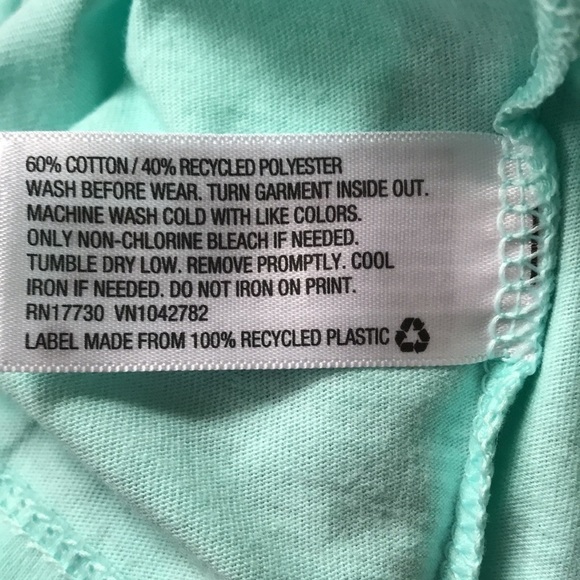 60% COTTON / 40% RECYCLED POLYESTER
WASH BEFORE WEAR. TURN GARMENT INSIDE OUT.
MACHINE WASH COLD WITH LIKE COLORS.
ONLY NON-CHLORINE BLEACH IF NEEDED.
TUMBLE DRY LOW. REMOVE PROMPTLY. COOL
IRON IF NEEDED. DO NOT IRON ON PRINT.
RN17730 VN1042782
LABEL MADE FROM 100% RECYCLED PLASTIC